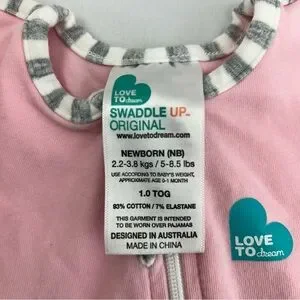 LOVE
TO dream
SWADDLE UP™
ORIGINAL
www.lovetodream.com
NEWBORN (NB)
2.2-3.8 kgs / 5-8.5 lbs
USE ACCORDING TO BABY'S WEIGHT,
APPROXIMATE AGE 0-1 MONTH
1.0 TOG
93% COTTON / 7% ELASTANE
THIS GARMENT IS INTENDED
TO BE WORN OVER PAJAMAS
DESIGNED IN AUSTRALIA
MADE IN CHINA
LOVE
TO dream